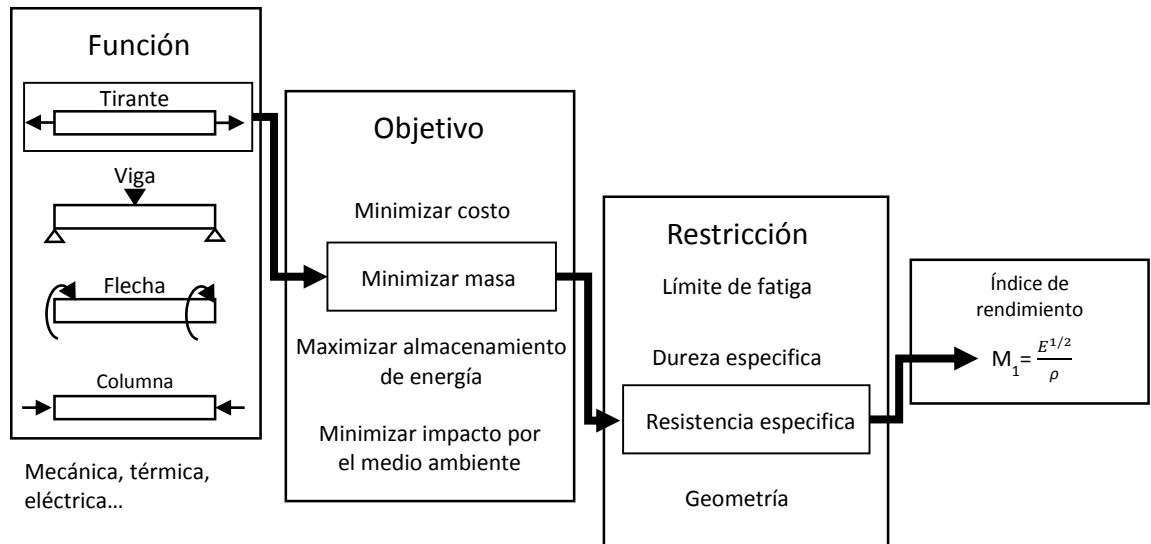 Función
Tirante
Viga
Flecha
Columna
Mecánica, térmica,
eléctrica…
Objetivo
Minimizar costo
Minimizar masa
Maximizar almacenamiento
de energía
Minimizar impacto por
el medio ambiente
Restricción
Límite de fatiga
Dureza especifica
Resistencia especifica
Geometría
Índice de
rendimiento
M₁= E^{1/2}/ρ